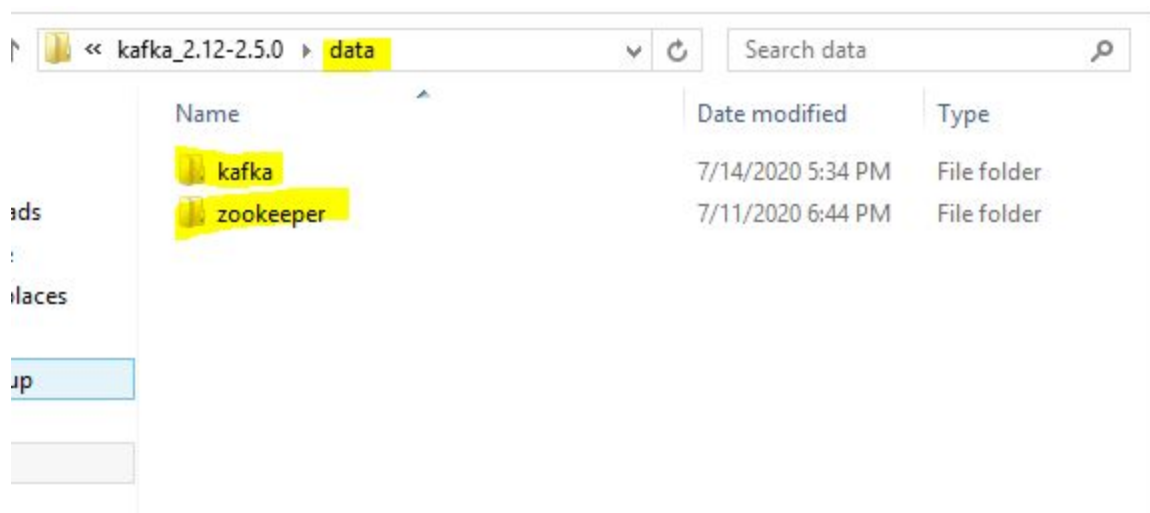 « kafka_2.12-2.5.0 data Search data
Name Date modified Type
kafka 7/14/2020 5:34 PM File folder
zookeeper 7/11/2020 6:44 PM File folder
ads
laces
up